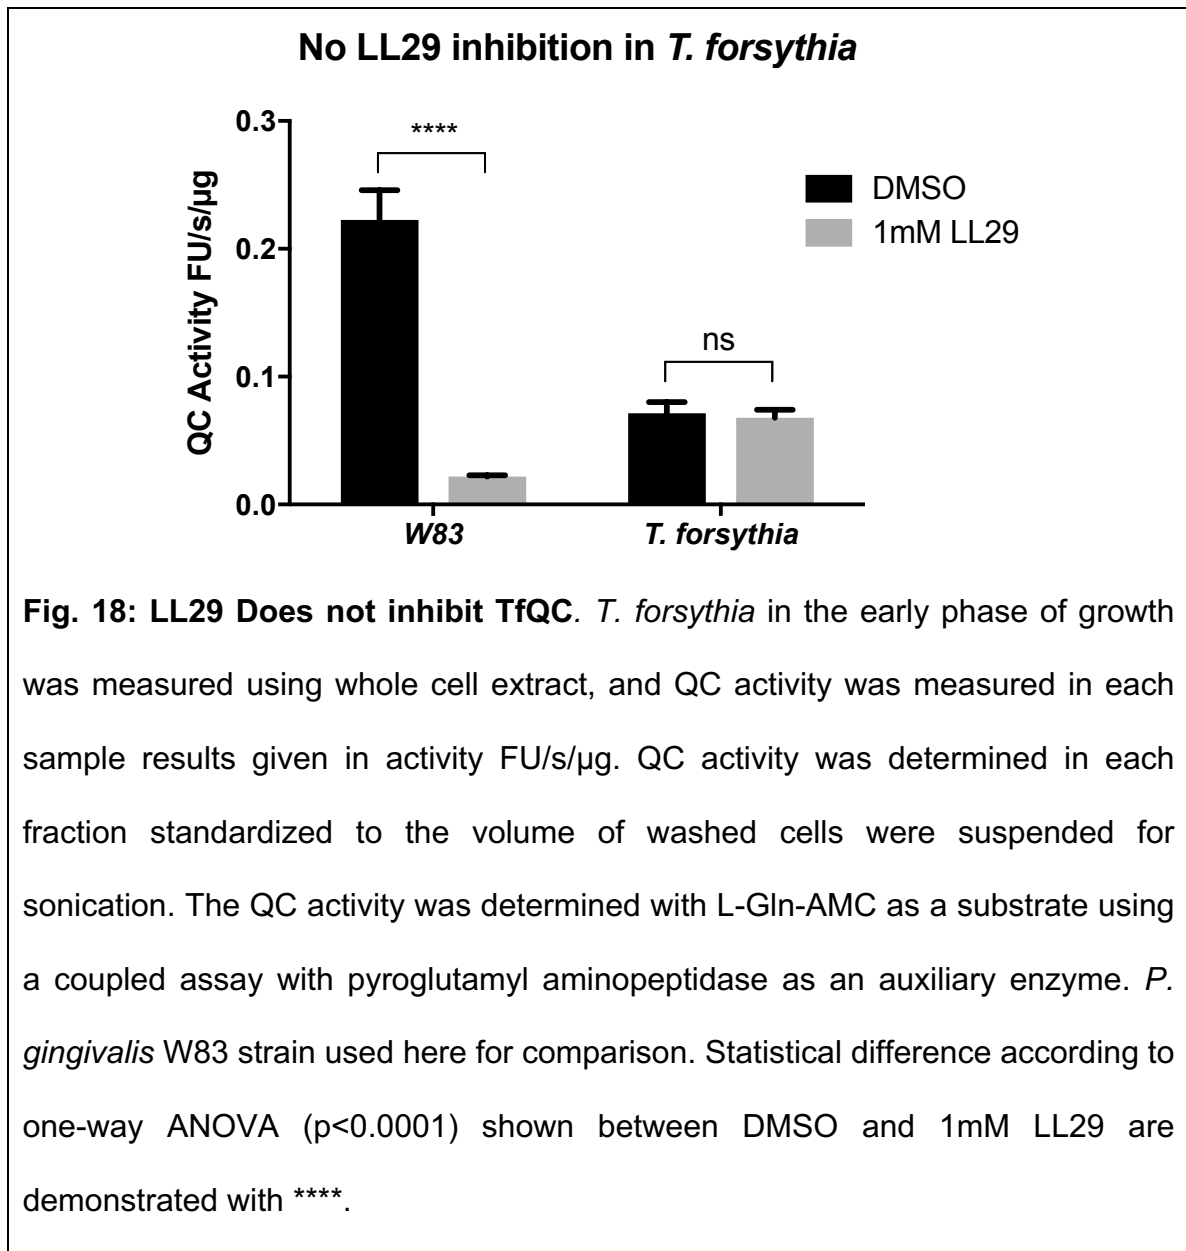 No LL29 inhibition in T. forsythia
0.3
****
QC Activity FU/s/µg
DMSO
1mM LL29
0.2
ns
0.1
0.0
W83
T. forsythia
Fig. 18: LL29 Does not inhibit TfQC. T. forsythia in the early phase of growth
was measured using whole cell extract, and QC activity was measured in each
sample results given in activity FU/s/µg. QC activity was determined in each
fraction standardized to the volume of washed cells were suspended for
sonication. The QC activity was determined with L-Gln-AMC as a substrate using
a coupled assay with pyroglutamyl aminopeptidase as an auxiliary enzyme. P.
gingivalis W83 strain used here for comparison. Statistical difference according to
one-way ANOVA (p<0.0001) shown between DMSO and 1mM LL29 are
demonstrated with ****.